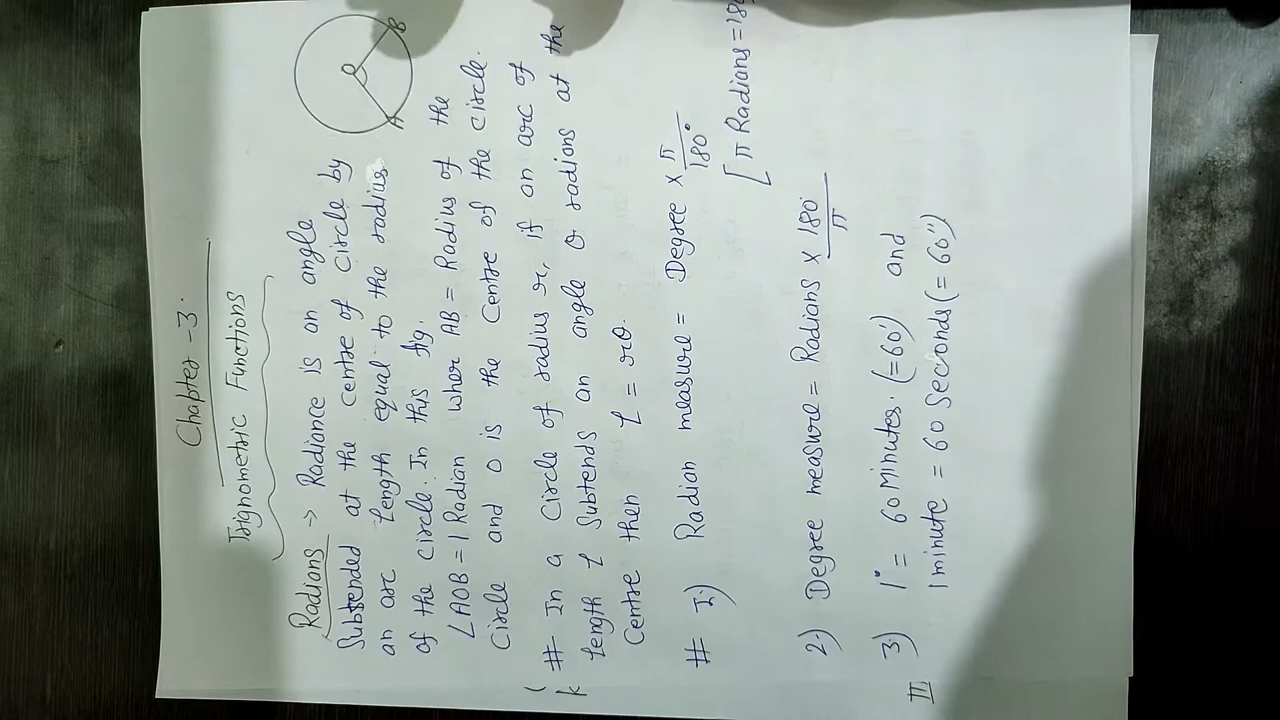 Chapter -3.
Trignometric Functions
Radians -> Radiance is an angle
Subtended at the centre of circle by
an arc Length equal to the radius
of the circle. In this fig.
∠AOB = 1 Radian wher AB = Radius of the
Circle and O is the Centre of the circle.
# In a Circle of radius r, if an arc of
Length L Subtends an angle θ radians at the
Centre then L = rθ.
# 1.) Radian measure = Degree × π/180°
[π Radians = 18
2.) Degree measure = Radians × 180/π
3.) 1° = 60 Minutes. (=60') and
II 1 minute = 60 Seconds (= 60")
O
A
B